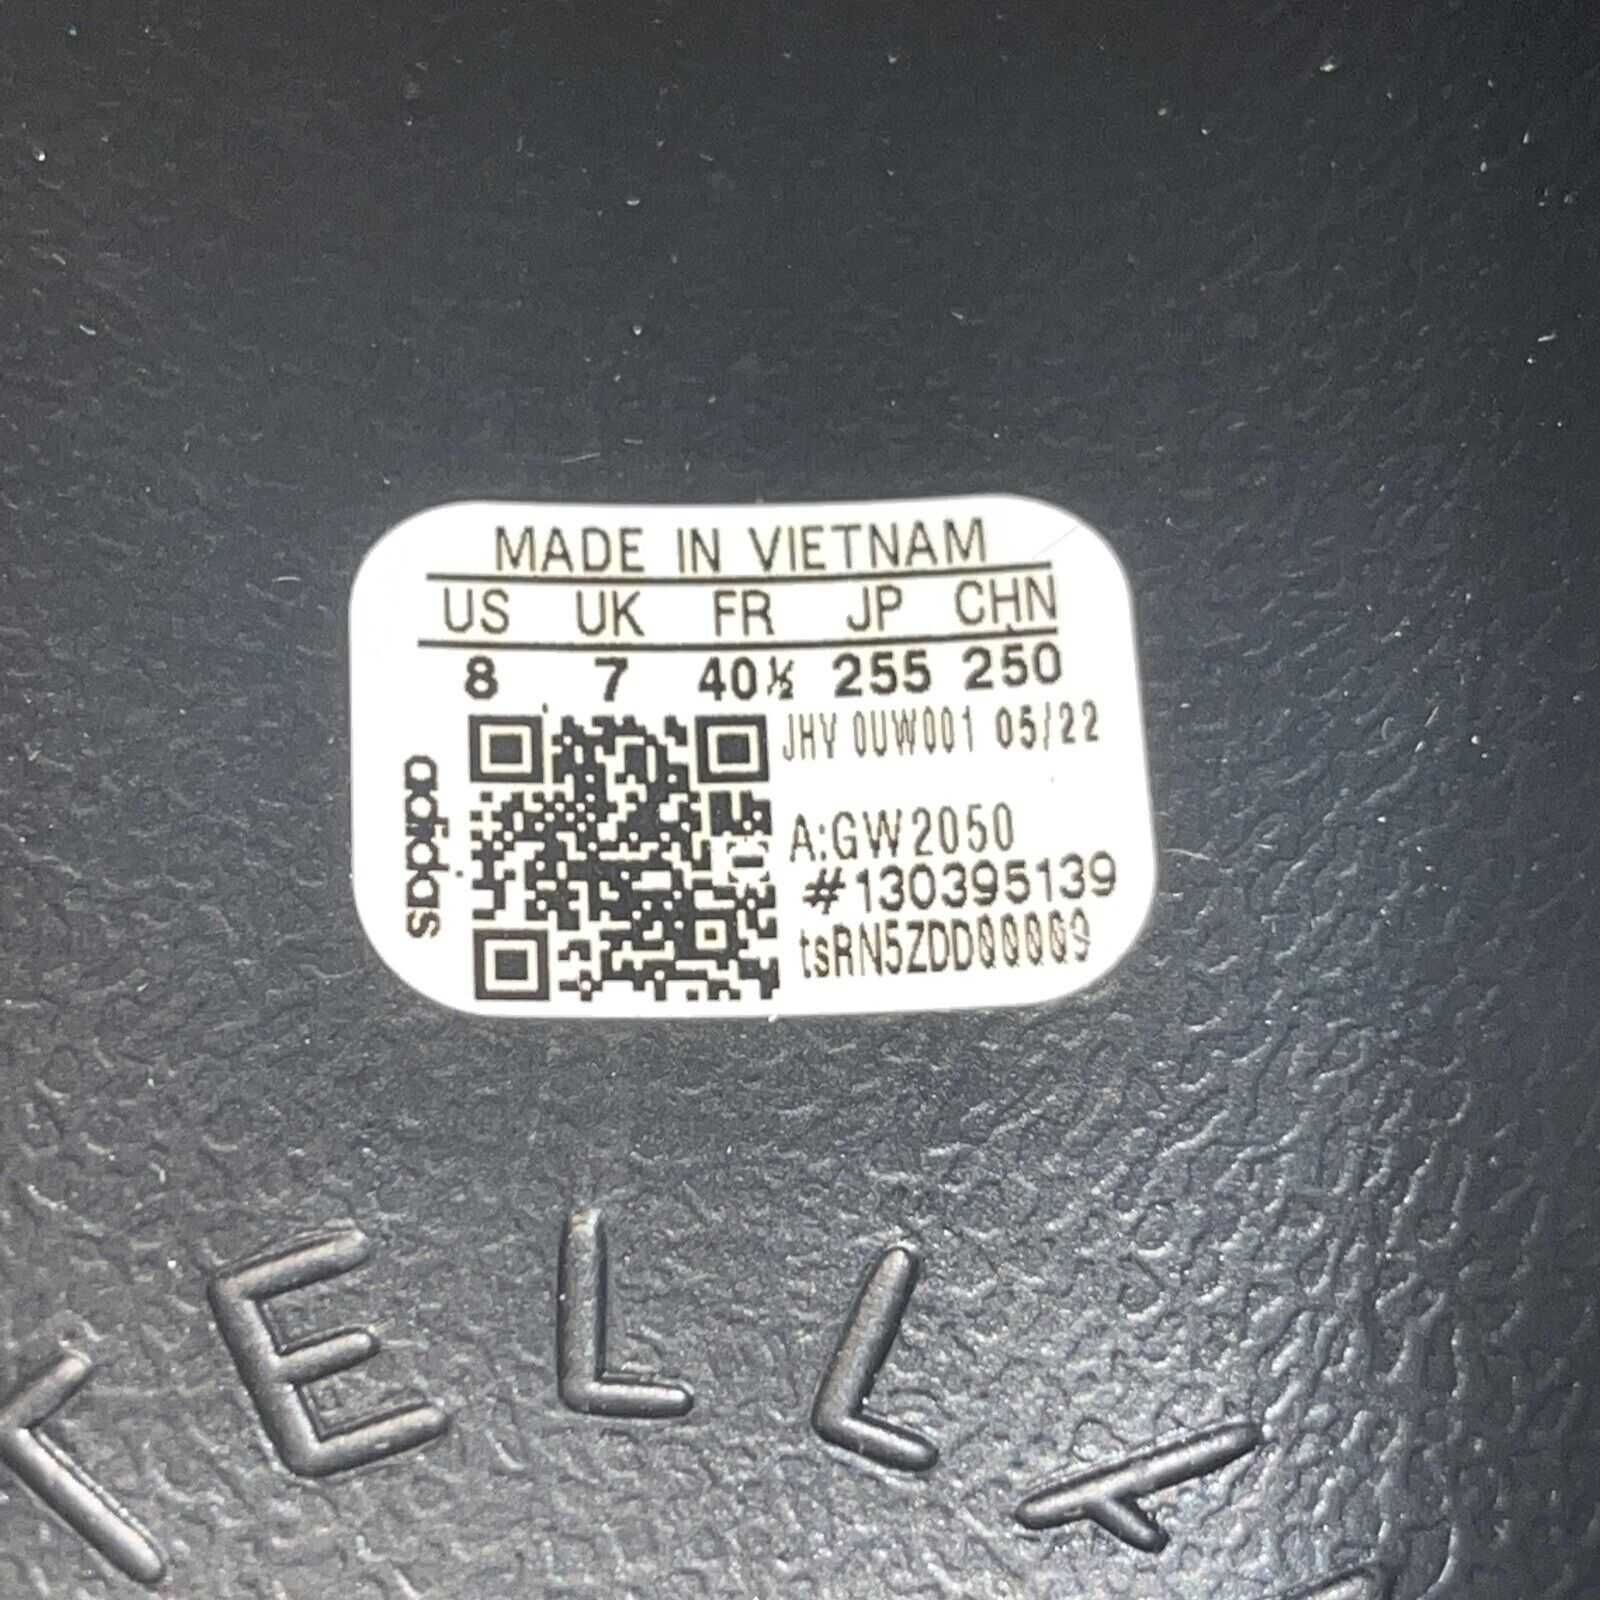 MADE IN VIETNAM
US UK FR JP CHN
8 7 40½ 255 250
JHV 0UW001 05/22
A:GW2050
#130395139
tsRN5ZDD00009
adidas
ELL